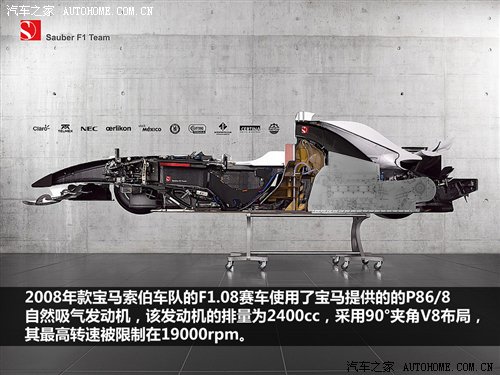 汽车之家 AUTOHOME.COM.CN
Sauber F1 Team
Claro
NEC
oerlikon
MÉXICO
CERTINA
2008年款宝马索伯车队的F1.08赛车使用了宝马提供的的P86/8
自然吸气发动机，该发动机的排量为2400cc，采用90°夹角V8布局，
其最高转速被限制在19000rpm。
汽车之家 AUTOHOME.COM.CN